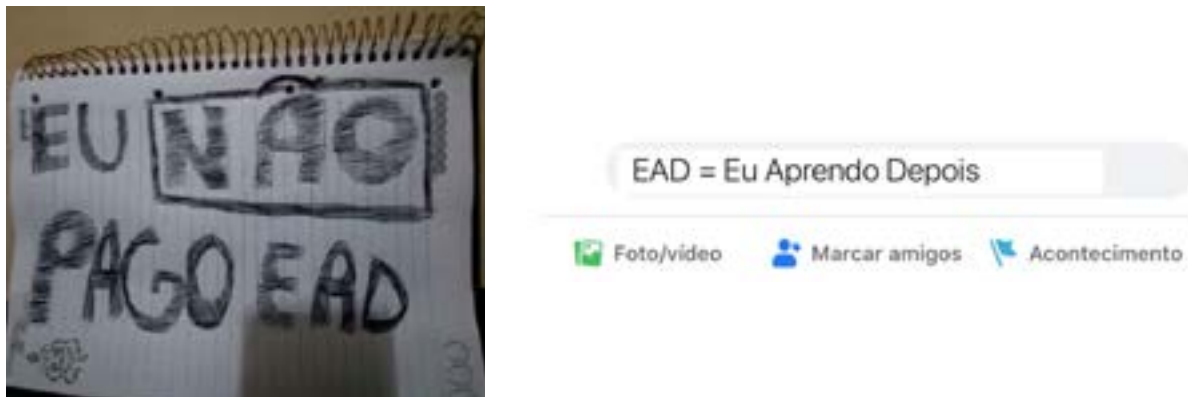 EU NÃO
PAGO EAD
EAD = Eu Aprendo Depois
Foto/vídeo Marcar amigos Acontecimento